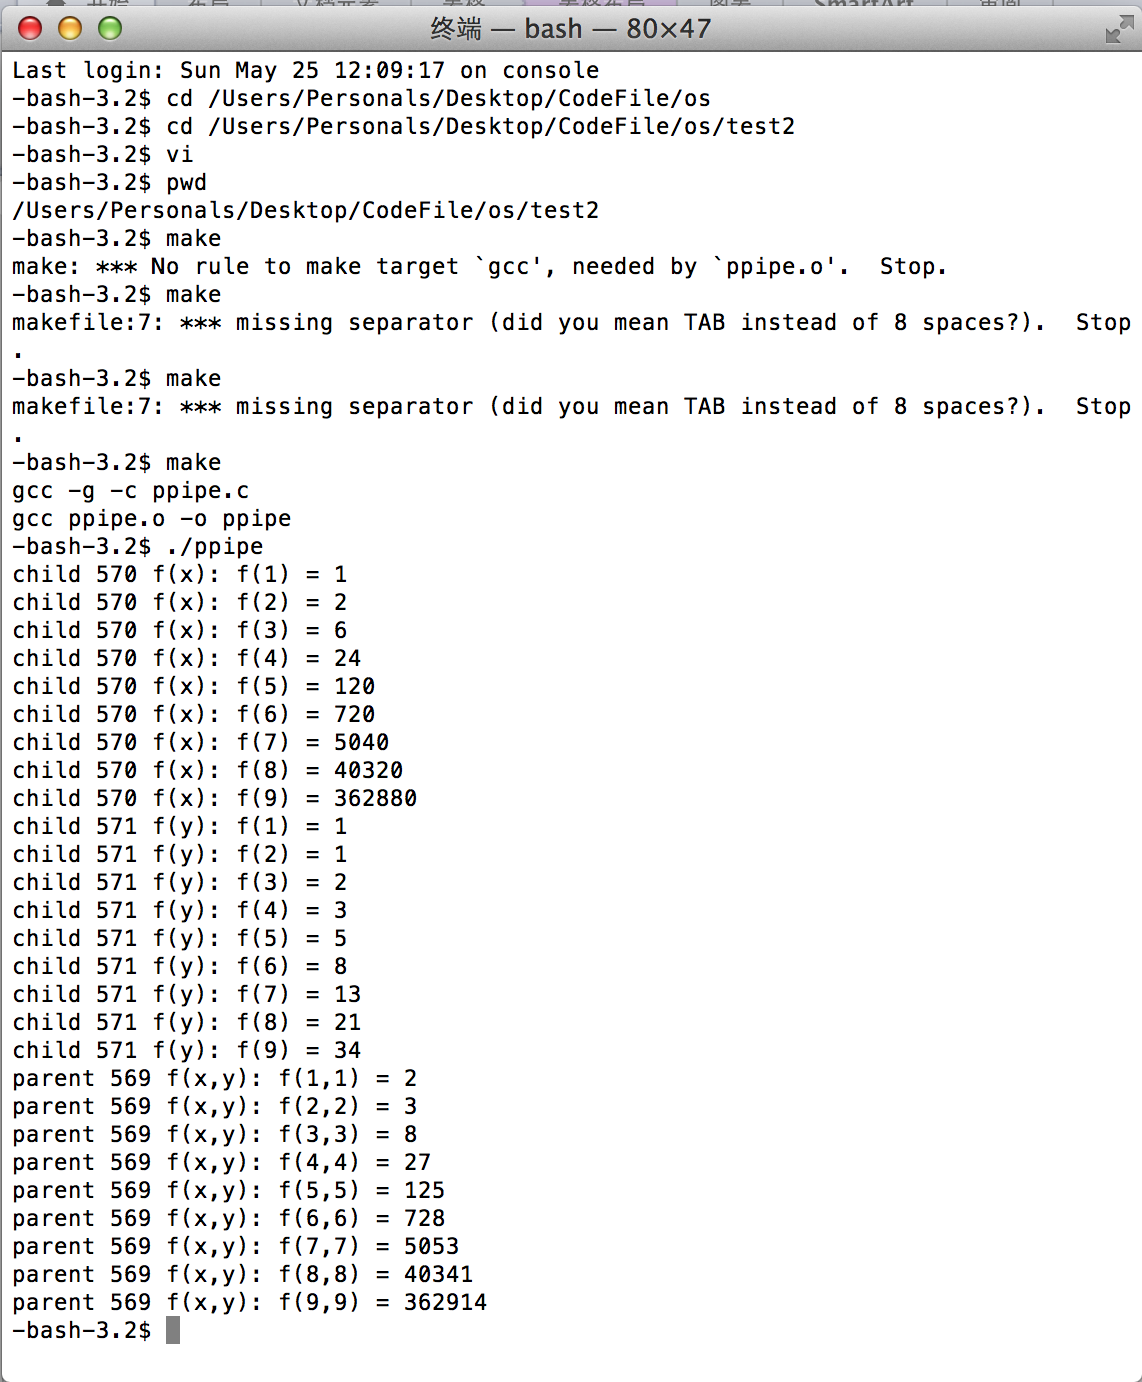 终端 — bash — 80×47
Last login: Sun May 25 12:09:17 on console
-bash-3.2$ cd /Users/Personals/Desktop/CodeFile/os
-bash-3.2$ cd /Users/Personals/Desktop/CodeFile/os/test2
-bash-3.2$ vi
-bash-3.2$ pwd
/Users/Personals/Desktop/CodeFile/os/test2
-bash-3.2$ make
make: *** No rule to make target `gcc', needed by `ppipe.o'.  Stop.
-bash-3.2$ make
makefile:7: *** missing separator (did you mean TAB instead of 8 spaces?).  Stop
.
-bash-3.2$ make
makefile:7: *** missing separator (did you mean TAB instead of 8 spaces?).  Stop
.
-bash-3.2$ make
gcc -g -c ppipe.c
gcc ppipe.o -o ppipe
-bash-3.2$ ./ppipe
child 570 f(x): f(1) = 1
child 570 f(x): f(2) = 2
child 570 f(x): f(3) = 6
child 570 f(x): f(4) = 24
child 570 f(x): f(5) = 120
child 570 f(x): f(6) = 720
child 570 f(x): f(7) = 5040
child 570 f(x): f(8) = 40320
child 570 f(x): f(9) = 362880
child 571 f(y): f(1) = 1
child 571 f(y): f(2) = 1
child 571 f(y): f(3) = 2
child 571 f(y): f(4) = 3
child 571 f(y): f(5) = 5
child 571 f(y): f(6) = 8
child 571 f(y): f(7) = 13
child 571 f(y): f(8) = 21
child 571 f(y): f(9) = 34
parent 569 f(x,y): f(1,1) = 2
parent 569 f(x,y): f(2,2) = 3
parent 569 f(x,y): f(3,3) = 8
parent 569 f(x,y): f(4,4) = 27
parent 569 f(x,y): f(5,5) = 125
parent 569 f(x,y): f(6,6) = 728
parent 569 f(x,y): f(7,7) = 5053
parent 569 f(x,y): f(8,8) = 40341
parent 569 f(x,y): f(9,9) = 362914
-bash-3.2$